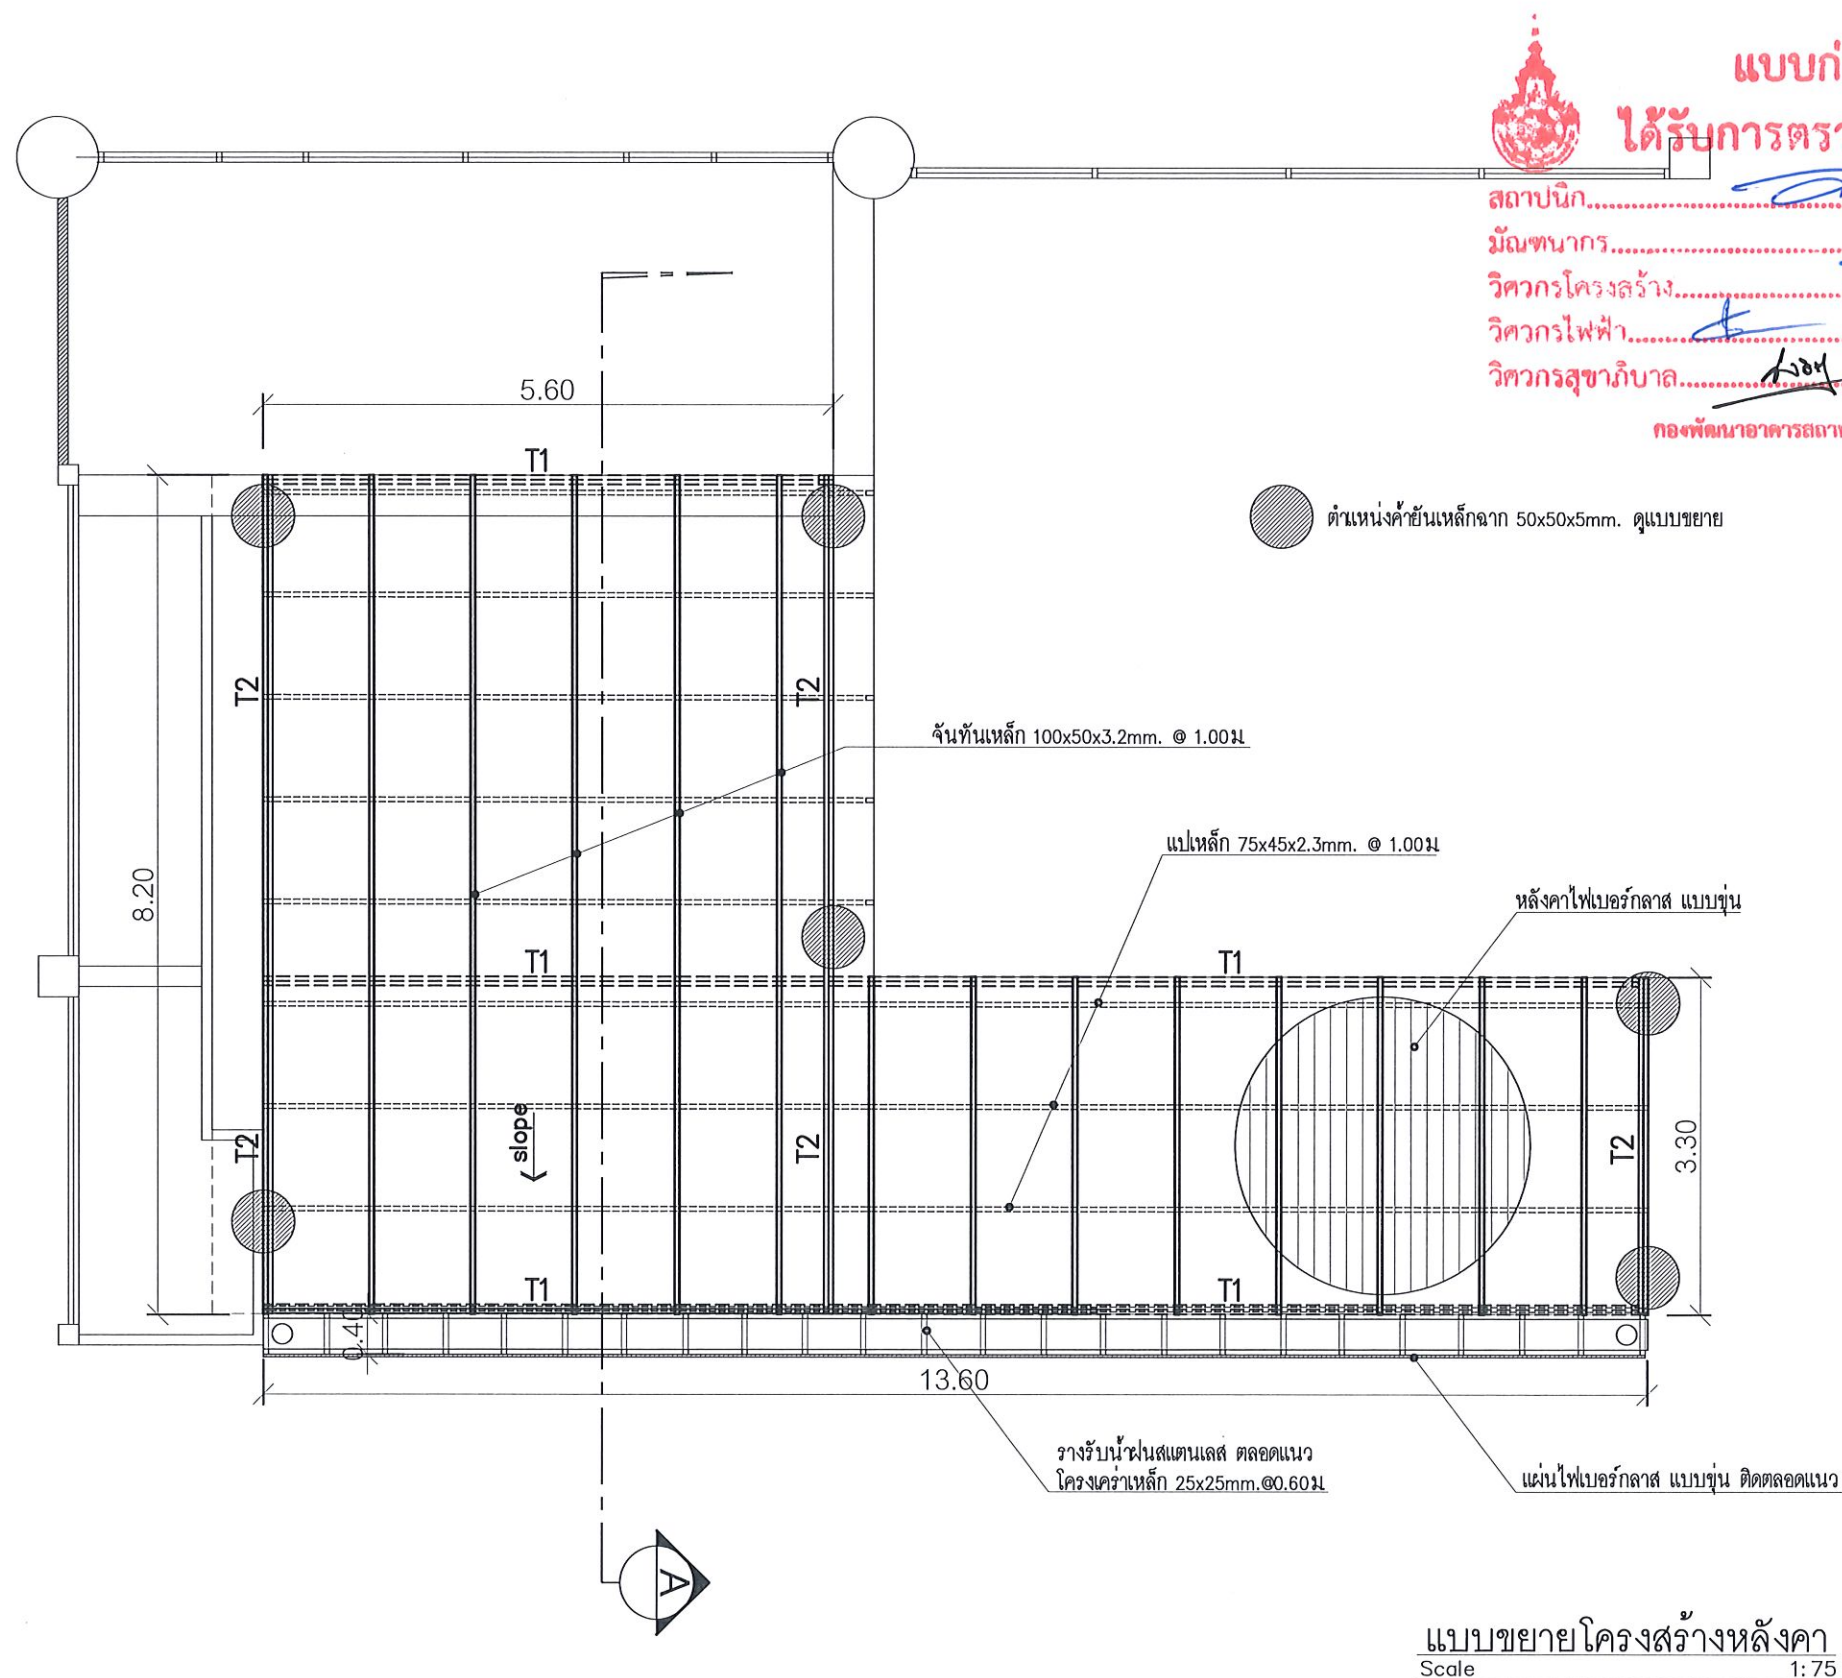 แบบก่
ได้รับการตรา
สถาปนิก
มัณฑนากร
วิศวกรโครงสร้าง
วิศวกรไฟฟ้า
วิศวกรสุขาภิบาล
กองพัฒนาอาคารสถา
5.60
T1
ตำแหน่งค้ำยันเหล็กฉาก 50x50x5mm. ดูแบบขยาย
T2
T2
จันทันเหล็ก 100x50x3.2mm. @ 1.00ม.
แปเหล็ก 75x45x2.3mm. @ 1.00ม.
8.20
หลังคาไฟเบอร์กลาส แบบขุ่น
T1
T1
slope
T2
T2
T2
3.30
T1
T1
0.40
13.60
รางรับน้ำฝนสแตนเลส ตลอดแนว
โครงเคร่าเหล็ก 25x25mm.@0.60ม.
แผ่นไฟเบอร์กลาส แบบขุ่น ติดตลอดแนว
A
แบบขยายโครงสร้างหลังคา
Scale 1:75